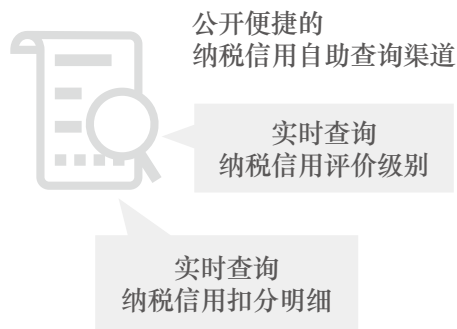 公开便捷的
纳税信用自助查询渠道
实时查询
纳税信用评价级别
实时查询
纳税信用扣分明细